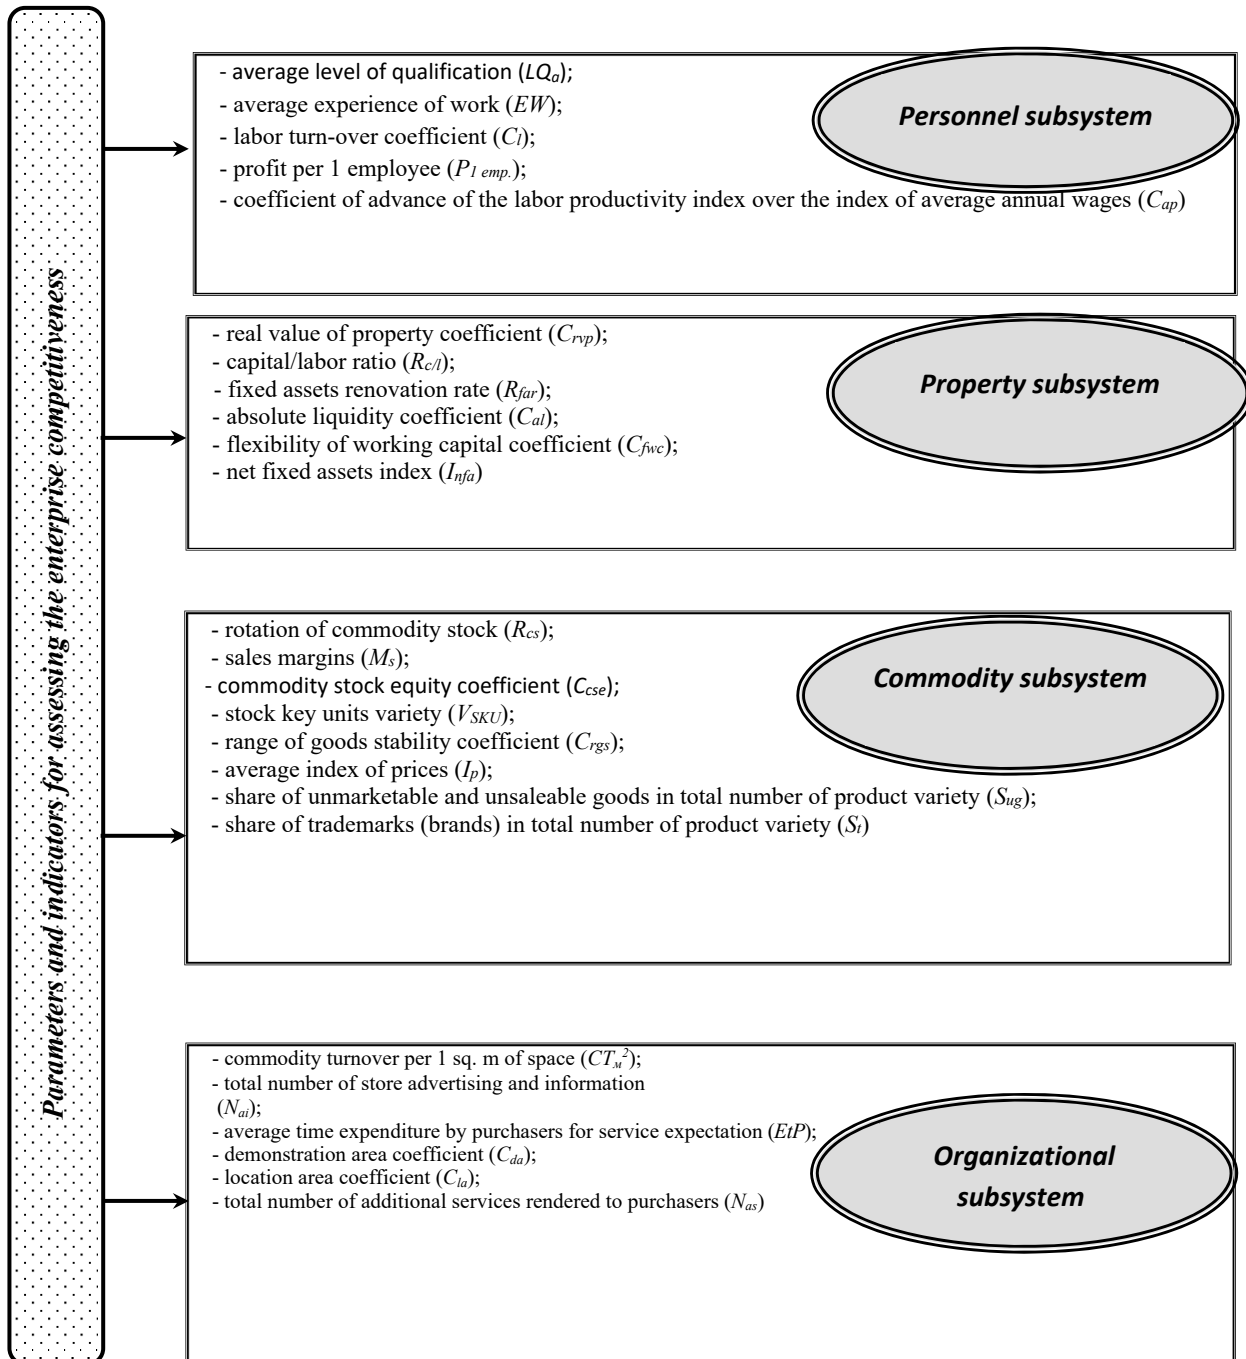 Parameters and indicators for assessing the enterprise competitiveness
- average level of qualification (LQa);
- average experience of work (EW);
- labor turn-over coefficient (Cl);
- profit per 1 employee (P1 emp.);
- coefficient of advance of the labor productivity index over the index of average annual wages (Cap)
Personnel subsystem
- real value of property coefficient (Crvp);
- capital/labor ratio (Rc/l);
- fixed assets renovation rate (Rfar);
- absolute liquidity coefficient (Cal);
- flexibility of working capital coefficient (Cfwc);
- net fixed assets index (Infa)
Property subsystem
- rotation of commodity stock (Rcs);
- sales margins (Ms);
- commodity stock equity coefficient (Ccse);
- stock key units variety (VSKU);
- range of goods stability coefficient (Crgs);
- average index of prices (Ip);
- share of unmarketable and unsaleable goods in total number of product variety (Sug);
- share of trademarks (brands) in total number of product variety (St)
Commodity subsystem
- commodity turnover per 1 sq. m of space (CTм²);
- total number of store advertising and information
(Nai);
- average time expenditure by purchasers for service expectation (EtP);
- demonstration area coefficient (Cda);
- location area coefficient (Cla);
- total number of additional services rendered to purchasers (Nas)
Organizational
subsystem